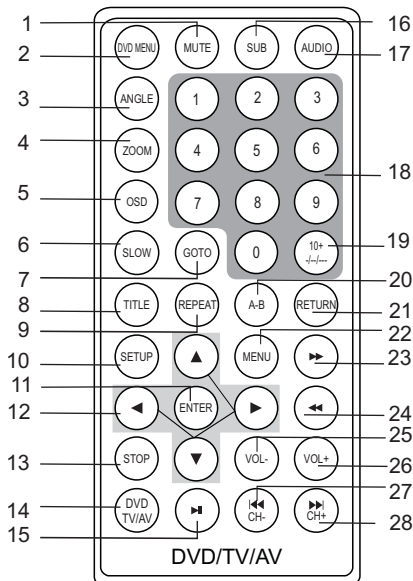 1
16
2
DVD MENU
MUTE
SUB
AUDIO
17
3
ANGLE
1
2
3
4
ZOOM
4
5
6
18
5
OSD
7
8
9
6
SLOW
GOTO
0
10+
-/--/---
19
7
20
8
TITLE
REPEAT
A-B
RETURN
21
9
22
10
SETUP
▲
MENU
▶▶
23
11
12
◀
ENTER
▶
◀◀
24
25
13
STOP
▼
VOL-
VOL+
26
14
DVD
TV/AV
▶II
I◀◀
CH-
▶▶I
CH+
27
15
28
DVD/TV/AV